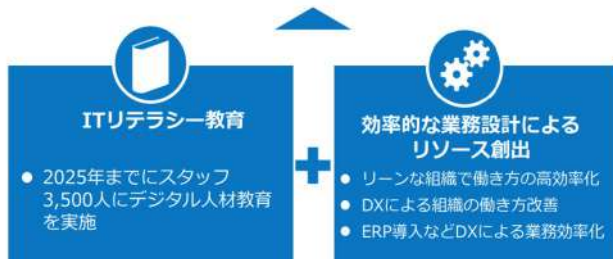 ITリテラシー教育
● 2025年までにスタッフ
3,500人にデジタル人材教育
を実施
+
効率的な業務設計による
リソース創出
● リーンな組織で働き方の高効率化
● DXによる組織の働き方改善
● ERP導入などDXによる業務効率化